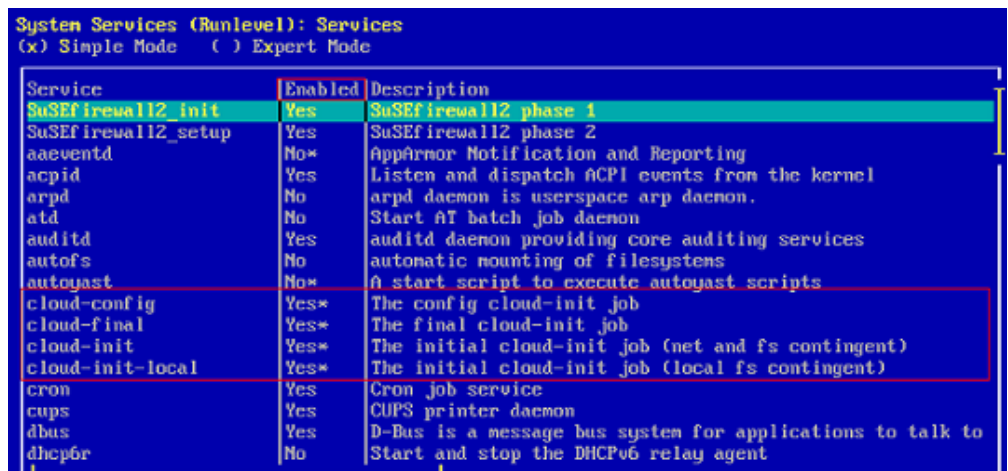 System Services (Runlevel): Services
(x) Simple Mode ( ) Expert Mode
Service Enabled Description
SuSEfirewall2_init Yes SuSEfirewall2 phase 1
SuSEfirewall2_setup Yes SuSEfirewall2 phase 2
aaeventd No* AppArmor Notification and Reporting
acpid Yes Listen and dispatch ACPI events from the kernel
arpd No arpd daemon is userspace arp daemon.
atd No Start AT batch job daemon
auditd Yes auditd daemon providing core auditing services
autofs No automatic mounting of filesystems
autoyast No* A start script to execute autoyast scripts
cloud-config Yes* The config cloud-init job
cloud-final Yes* The final cloud-init job
cloud-init Yes* The initial cloud-init job (net and fs contingent)
cloud-init-local Yes* The initial cloud-init job (local fs contingent)
cron Yes Cron job service
cups Yes CUPS printer daemon
dbus Yes D-Bus is a message bus system for applications to talk to
dhcp6r No Start and stop the DHCPv6 relay agent